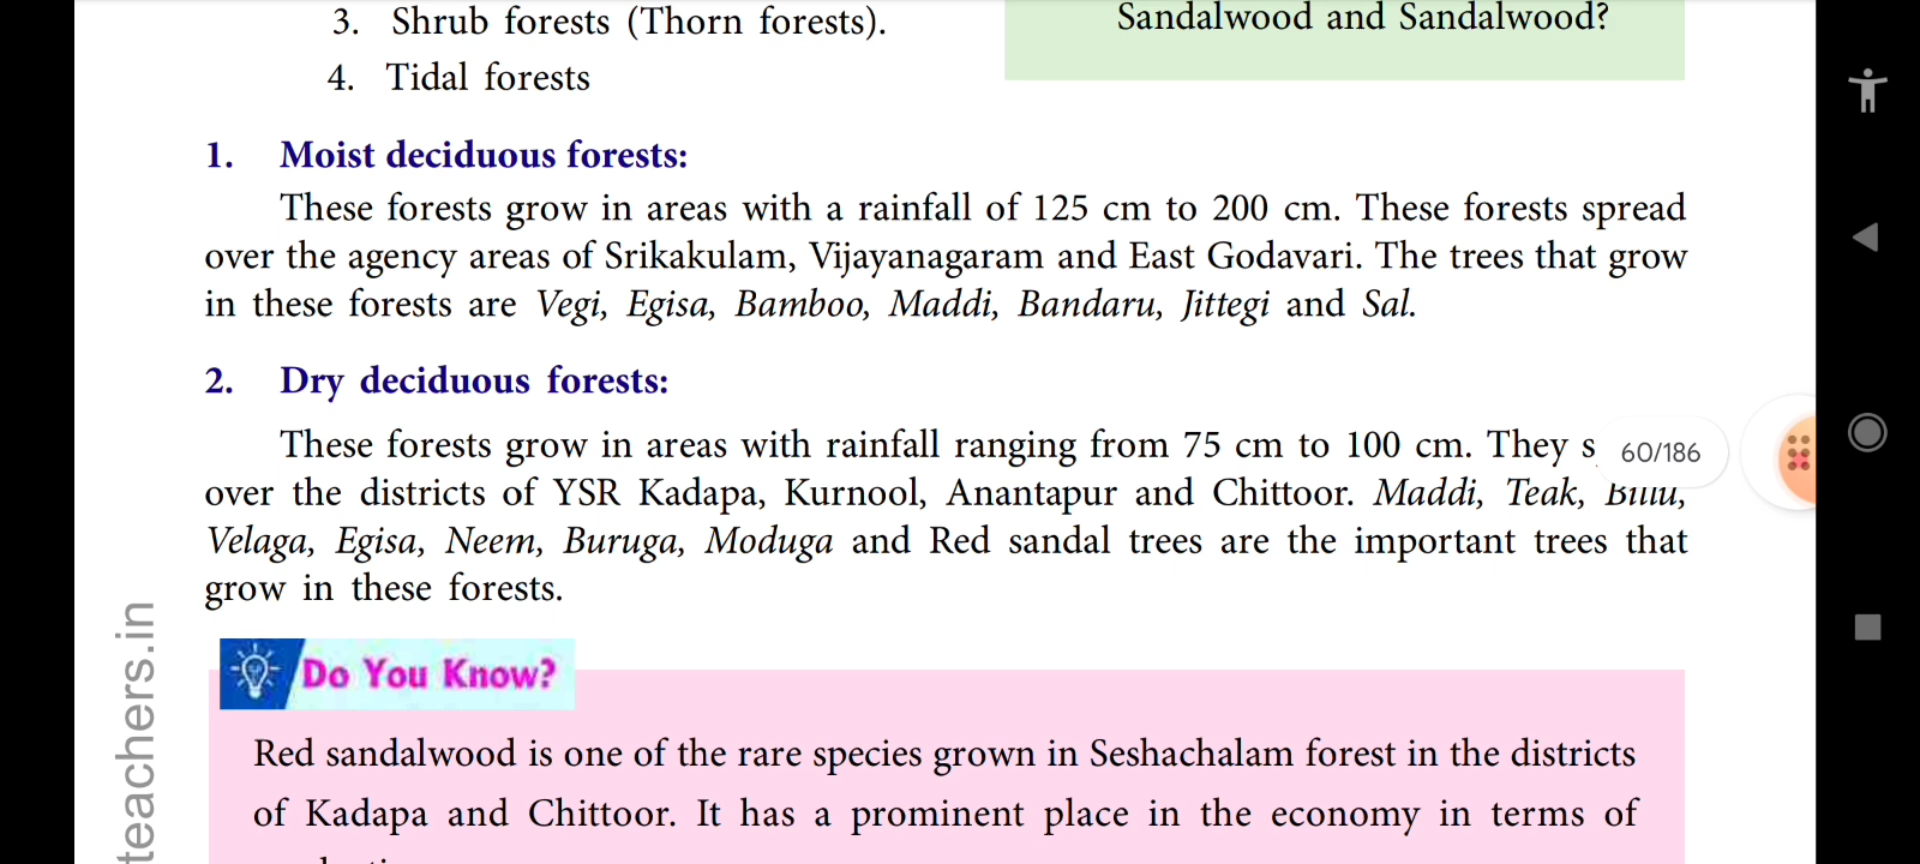 3. Shrub forests (Thorn forests).
4. Tidal forests
Sandalwood and Sandalwood?
1. Moist deciduous forests:
These forests grow in areas with a rainfall of 125 cm to 200 cm. These forests spread
over the agency areas of Srikakulam, Vijayanagaram and East Godavari. The trees that grow
in these forests are Vegi, Egisa, Bamboo, Maddi, Bandaru, Jittegi and Sal.
2. Dry deciduous forests:
These forests grow in areas with rainfall ranging from 75 cm to 100 cm. They s
60/186
over the districts of YSR Kadapa, Kurnool, Anantapur and Chittoor. Maddi, Teak,
Velaga, Egisa, Neem, Buruga, Moduga and Red sandal trees are the important trees that
grow in these forests.
Do You Know?
Red sandalwood is one of the rare species grown in Seshachalam forest in the districts
of Kadapa and Chittoor. It has a prominent place in the economy in terms of
teachers.in